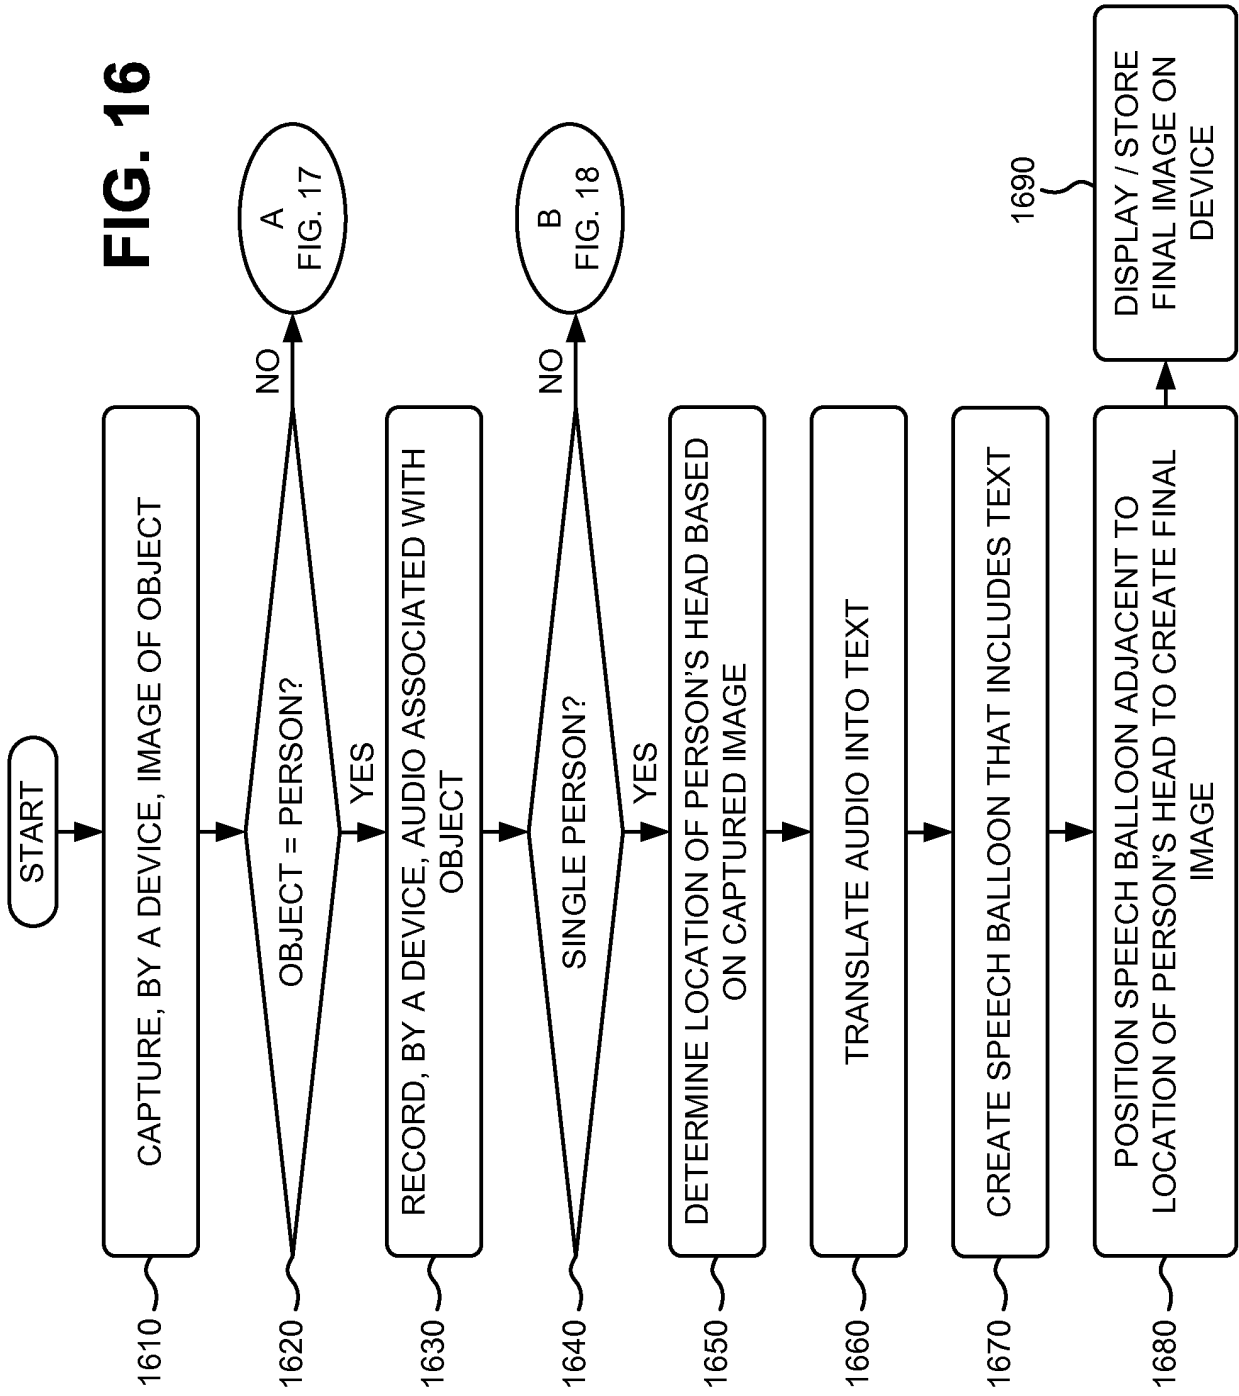 FIG. 16
START
1610
CAPTURE, BY A DEVICE, IMAGE OF OBJECT
1620
OBJECT = PERSON?
NO
A
FIG. 17
YES
1630
RECORD, BY A DEVICE, AUDIO ASSOCIATED WITH
OBJECT
1640
SINGLE PERSON?
NO
B
FIG. 18
YES
1650
DETERMINE LOCATION OF PERSON'S HEAD BASED
ON CAPTURED IMAGE
1660
TRANSLATE AUDIO INTO TEXT
1670
CREATE SPEECH BALLOON THAT INCLUDES TEXT
1680
POSITION SPEECH BALLOON ADJACENT TO
LOCATION OF PERSON'S HEAD TO CREATE FINAL
IMAGE
1690
DISPLAY / STORE
FINAL IMAGE ON
DEVICE